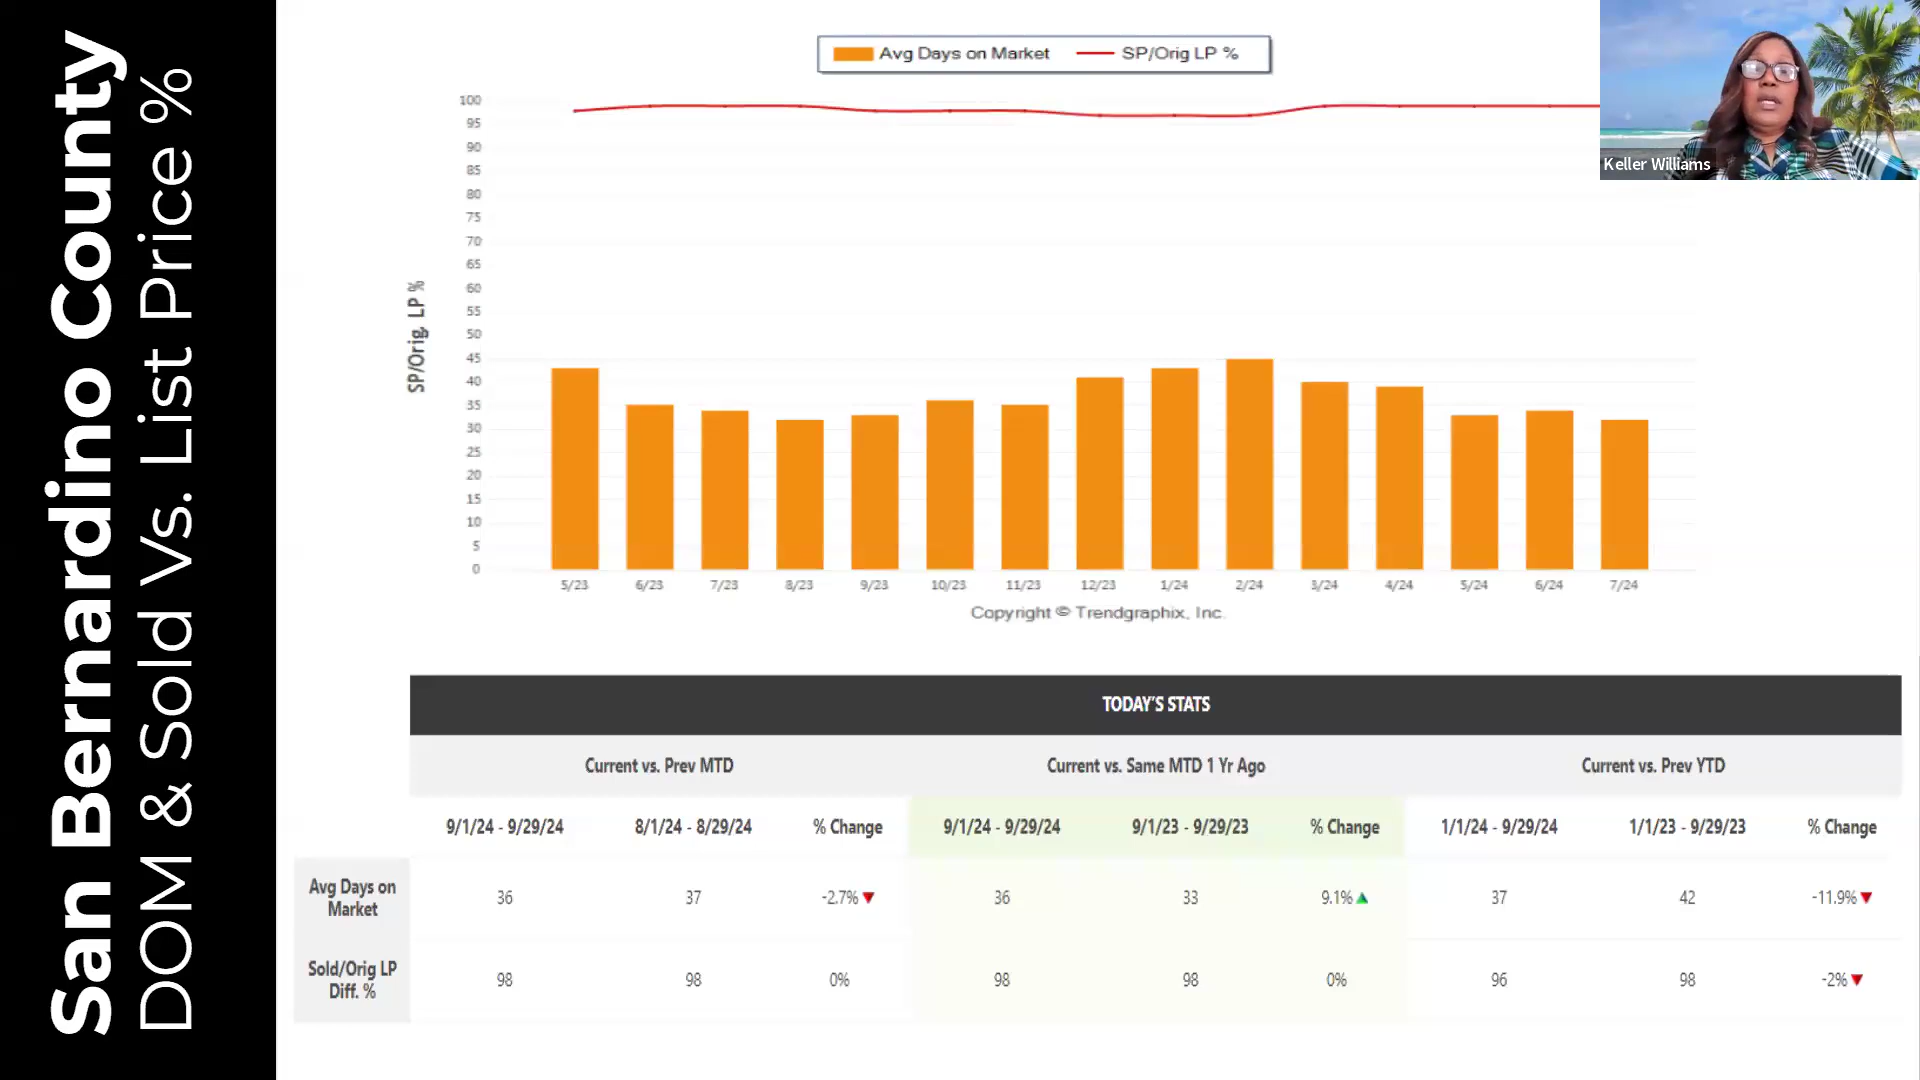 San Bernardino County
DOM & Sold Vs. List Price %
Avg Days on Market
SP/Orig LP %
Keller Williams
SP/Orig. LP %
100
95
90
85
80
75
70
65
60
55
50
45
40
35
30
25
20
15
10
5
0
5/23 6/23 7/23 8/23 9/23 10/23 11/23 12/23 1/24 2/24 3/24 4/24 5/24 6/24 7/24
Copyright © Trendgraphix, Inc.
TODAY'S STATS
Current vs. Prev MTD Current vs. Same MTD 1 Yr Ago Current vs. Prev YTD
9/1/24 - 9/29/24 8/1/24 - 8/29/24 % Change 9/1/24 - 9/29/24 9/1/23 - 9/29/23 % Change 1/1/24 - 9/29/24 1/1/23 - 9/29/23 % Change
Avg Days on
Market
36 37 -2.7% 36 33 9.1% 37 42 -11.9%
Sold/Orig LP
Diff. %
98 98 0% 98 98 0% 96 98 -2%